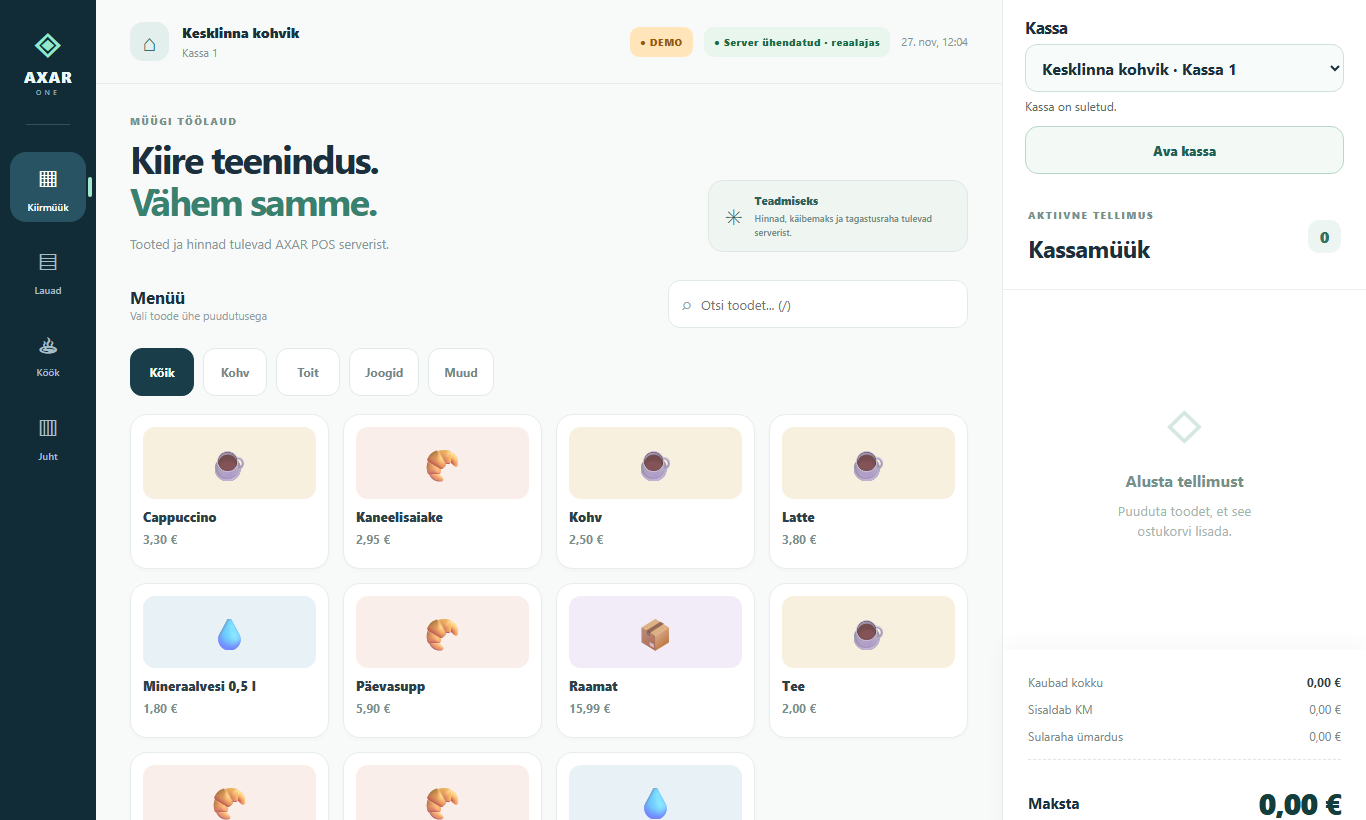 AXAR
ONE
Kiirmüük
Lauad
Köök
Juht
Kesklinna kohvik
Kassa 1
• DEMO
• Server ühendatud · reaalajas
27. nov, 12:04
MÜÜGI TÖÖLAUD
Kiire teenindus.
Vähem samme.
Tooted ja hinnad tulevad AXAR POS serverist.
Teadmiseks
Hinnad, käibemaks ja tagastusraha tulevad
serverist.
Menüü
Vali toode ühe puudutusega
Otsi toodet... (/)
Kõik
Kohv
Toit
Joogid
Muud
Cappuccino
3,30 €
Kaneelisaiake
2,95 €
Kohv
2,50 €
Latte
3,80 €
Mineraalvesi 0,5 l
1,80 €
Päevasupp
5,90 €
Raamat
15,99 €
Tee
2,00 €
Kassa
Kesklinna kohvik · Kassa 1
Kassa on suletud.
Ava kassa
AKTIIVNE TELLIMUS
Kassamüük
0
Alusta tellimust
Puuduta toodet, et see
ostukorvi lisada.
Kaubad kokku 0,00 €
Sisaldab KM 0,00 €
Sularaha ümardus 0,00 €
Maksta 0,00 €